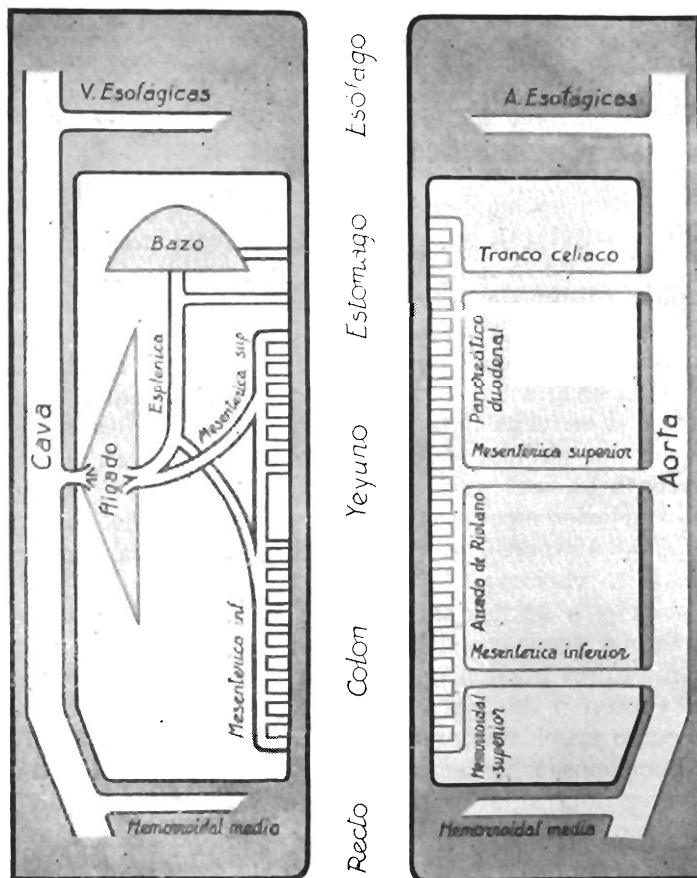 V. Esofágicas
Bazo
Esplenica
Mesenterica sup
Cava
Higado
Mesenterico inf.
Hemorroidal media
Esófago
Estomago
Yeyuno
Colon
Recto
A. Esofágicas
Tronco celiaco
Pancreático
duodenal
Mesenterica superior
Aorta
Arcada de Riolano
Mesenterica inferior
Hemorroidal
-superior
Hemorroidal media